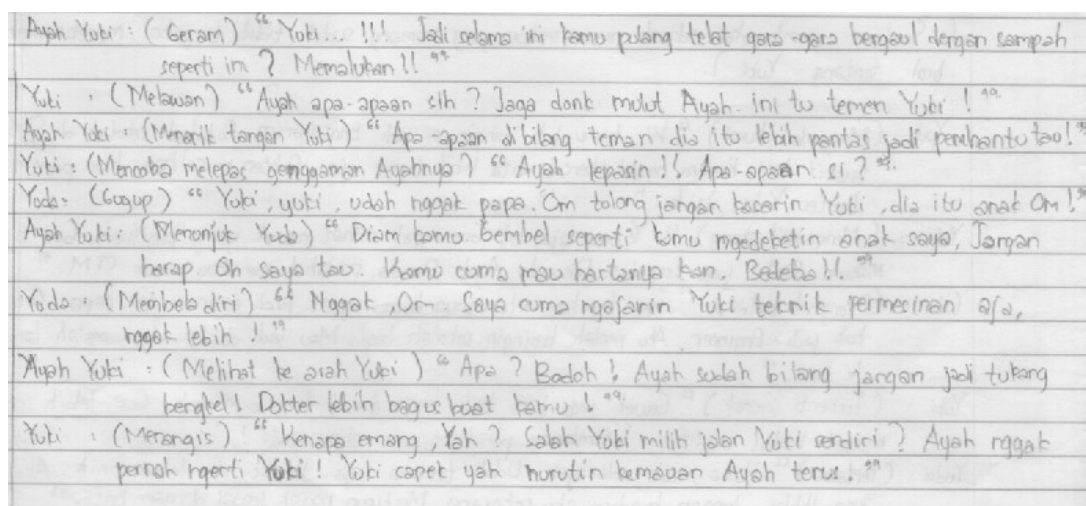 Ayah Yuki : (Geram) "Yuki... !!! Jadi selama ini kamu pulang telat gara-gara bergaul dengan sampah
seperti ini ? Memalukan !! "
Yuki : (Melawan) " Ayah apa-apaan sih ? Jaga donk mulut Ayah. ini tu temen Yuki ! "
Ayah Yuki : (Menarik tangan Yuki) " Apa-apaan dibilang teman dia itu lebih pantas jadi pembantu tau! "
Yuki : (Mencoba melepas genggaman Ayahnya) " Ayah lepasin !! Apa-apaan si ? "
Yoda : (Gugup) " Yuki, yuki, udah nggak papa. Om tolong jangan kasarin Yuki, dia itu anak Om ! "
Ayah Yuki : (Menunjuk Yuda) " Diam kamu Gembel seperti kamu ngedeketin anak saya, Jangan
harap Oh saya tau. Kamu cuma mau hartanya kan. Bedeba !!. "
Yoda (Membela diri) " Nggak, Om. Saya cuma ngajarin Yuki teknik permesinan aja,
nggak lebih ! "
Ayah Yuki : (Melihat ke arah Yuki) " Apa ? Bodoh ! Ayah sudah bilang jangan jadi tukang
bengkel ! Dokter lebih bagus buat kamu ! "
Yuki : (Menangis) " Kenapa emang, Yah ? Salah Yuki milih jalan Yuki sendiri ? Ayah nggak
pernah ngerti Yuki ! Yuki capek yah nurutin kemauan Ayah terus. "